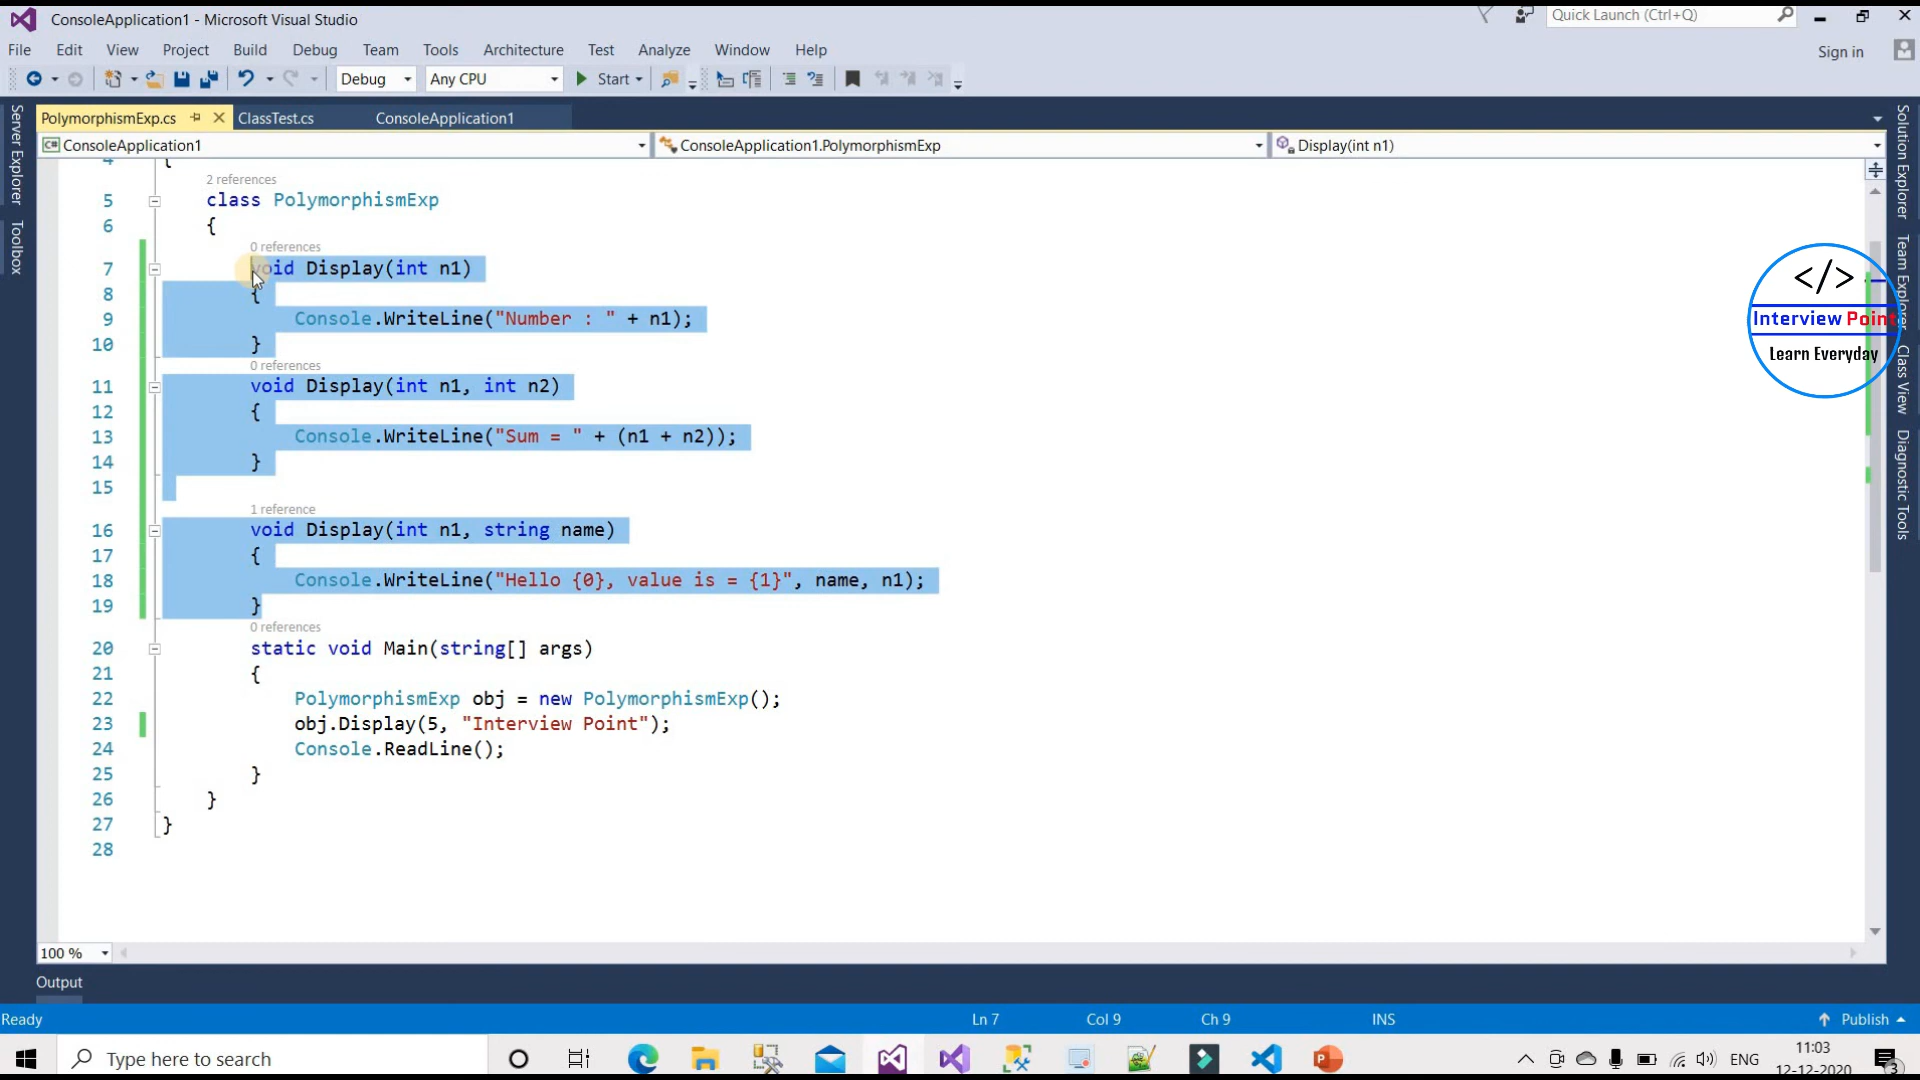 ConsoleApplication1 - Microsoft Visual Studio
Quick Launch (Ctrl+Q)
File Edit View Project Build Debug Team Tools Architecture Test Analyze Window Help
Sign in
Debug Any CPU Start
PolymorphismExp.cs ClassTest.cs ConsoleApplication1
ConsoleApplication1 ConsoleApplication1.PolymorphismExp Display(int n1)
Server Explorer
Toolbox
Solution Explorer
Team Explorer
Class View
Diagnostic Tools
4 {
2 references
5 class PolymorphismExp
6 {
0 references
7 void Display(int n1)
8 {
9 Console.WriteLine("Number : " + n1);
10 }
0 references
11 void Display(int n1, int n2)
12 {
13 Console.WriteLine("Sum = " + (n1 + n2));
14 }
15
1 reference
16 void Display(int n1, string name)
17 {
18 Console.WriteLine("Hello {0}, value is = {1}", name, n1);
19 }
0 references
20 static void Main(string[] args)
21 {
22 PolymorphismExp obj = new PolymorphismExp();
23 obj.Display(5, "Interview Point");
24 Console.ReadLine();
25 }
26 }
27 }
28
</>
Interview Point
Learn Everyday
100 %
Output
Ready Ln 7 Col 9 Ch 9 INS Publish
Type here to search
ENG
11:03
12-12-2020
3